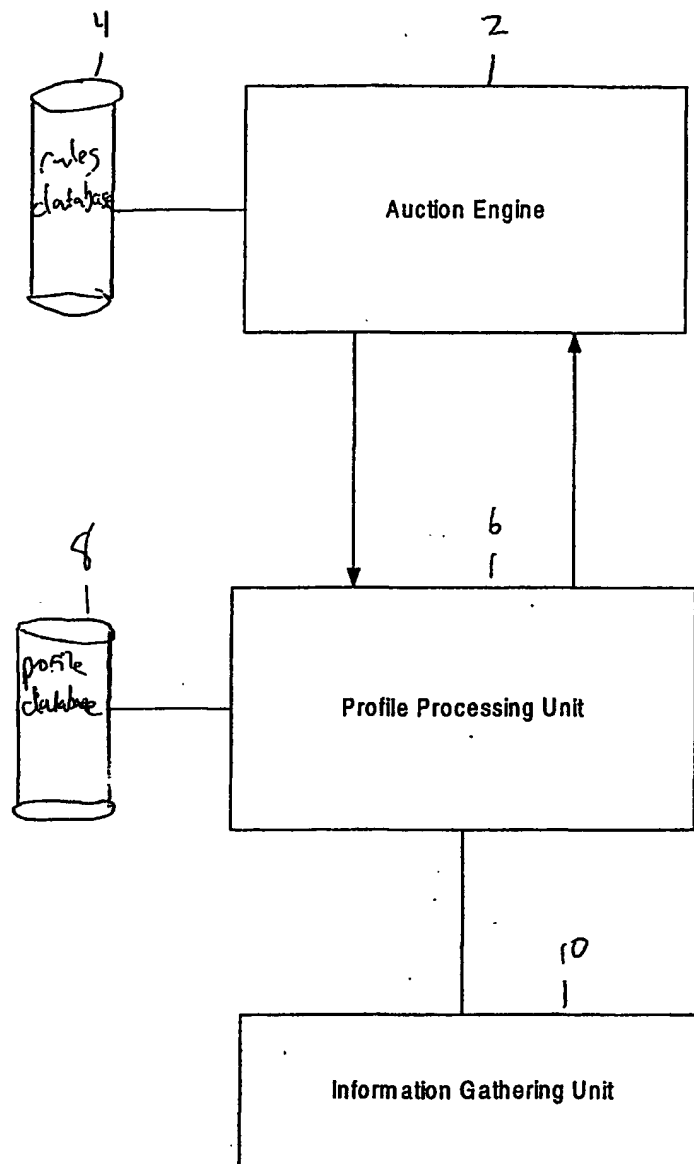 4
2
rules
database
Auction Engine
6
8
profile
database
Profile Processing Unit
10
Information Gathering Unit